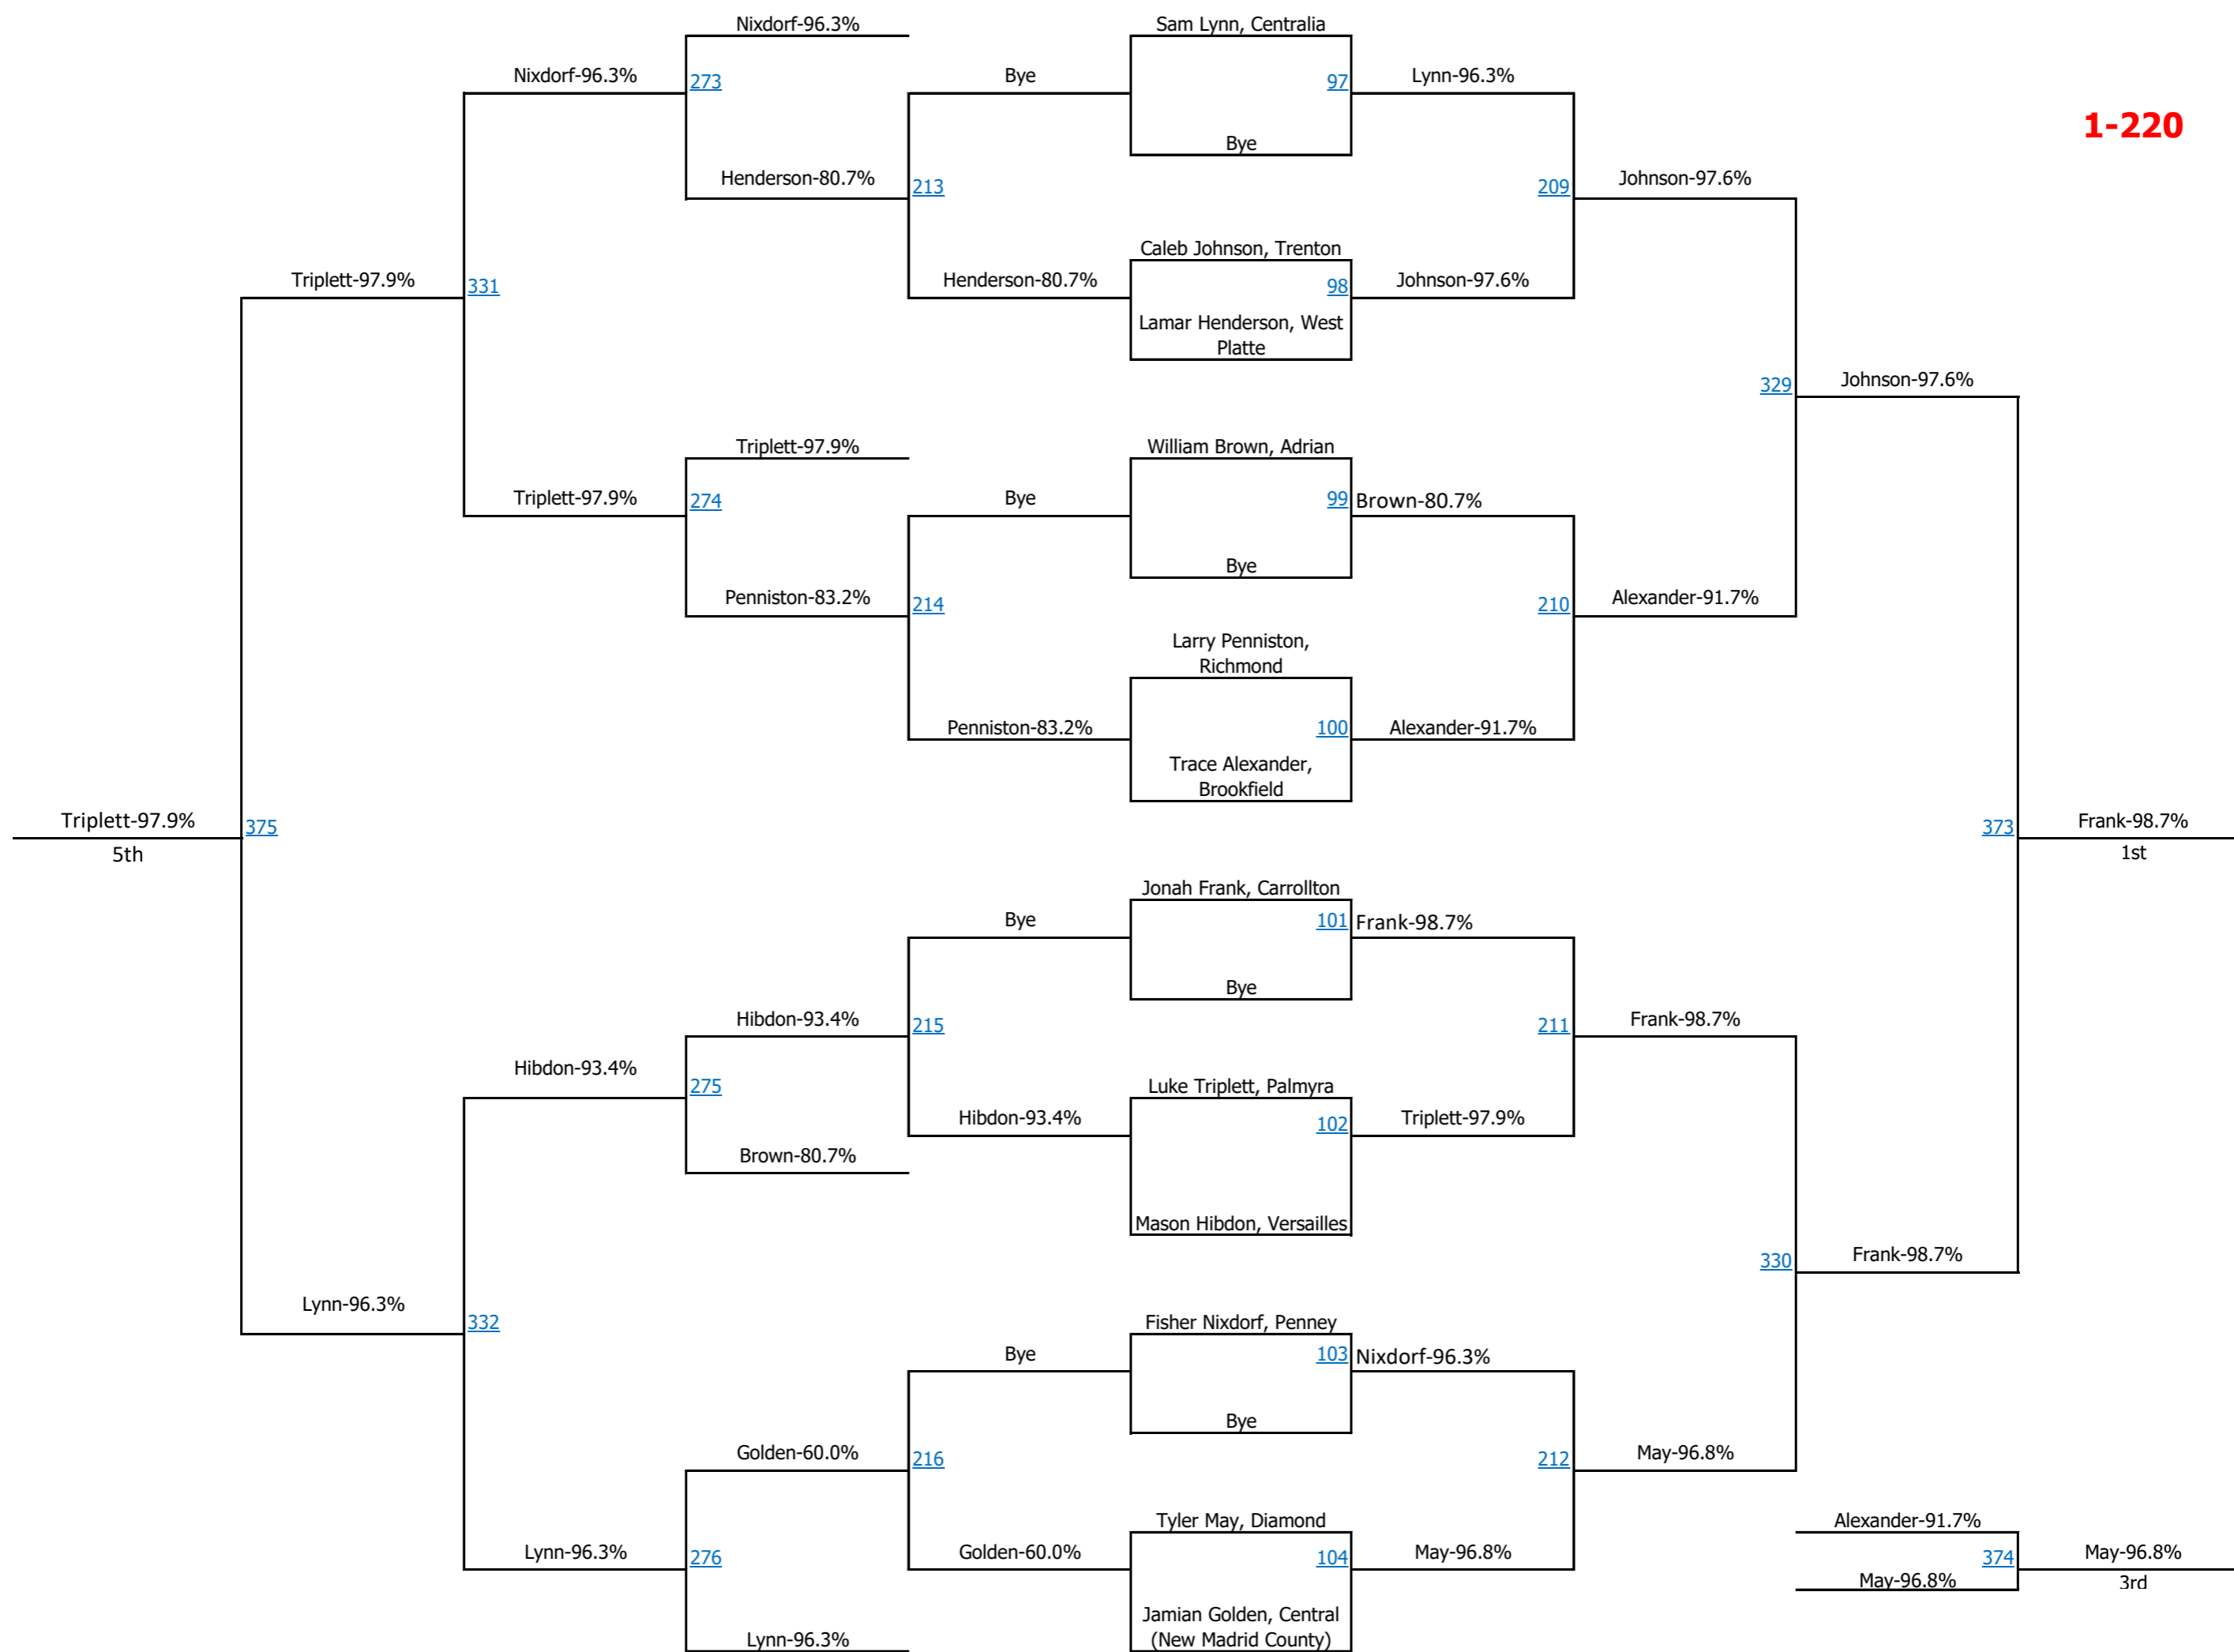 Nixdorf-96.3%
Sam Lynn, Centralia
Nixdorf-96.3%
273
Bye
97
Lynn-96.3%
1-220
Bye
Henderson-80.7%
213
209
Johnson-97.6%
Caleb Johnson, Trenton
Triplett-97.9%
331
Henderson-80.7%
98
Johnson-97.6%
Lamar Henderson, West
Platte
329
Johnson-97.6%
Triplett-97.9%
William Brown, Adrian
Triplett-97.9%
274
Bye
99
Brown-80.7%
Bye
Penniston-83.2%
214
210
Alexander-91.7%
Larry Penniston,
Richmond
Penniston-83.2%
100
Alexander-91.7%
Trace Alexander,
Brookfield
Triplett-97.9%
375
373
Frank-98.7%
5th
1st
Jonah Frank, Carrollton
Bye
101
Frank-98.7%
Bye
Hibdon-93.4%
215
211
Frank-98.7%
Hibdon-93.4%
275
Luke Triplett, Palmyra
Hibdon-93.4%
102
Triplett-97.9%
Brown-80.7%
Mason Hibdon, Versailles
330
Frank-98.7%
Lynn-96.3%
332
Fisher Nixdorf, Penney
Bye
103
Nixdorf-96.3%
Bye
Golden-60.0%
216
212
May-96.8%
Tyler May, Diamond
Alexander-91.7%
Lynn-96.3%
276
Golden-60.0%
104
May-96.8%
374
May-96.8%
May-96.8%
3rd
Jamian Golden, Central
(New Madrid County)
Lynn-96.3%